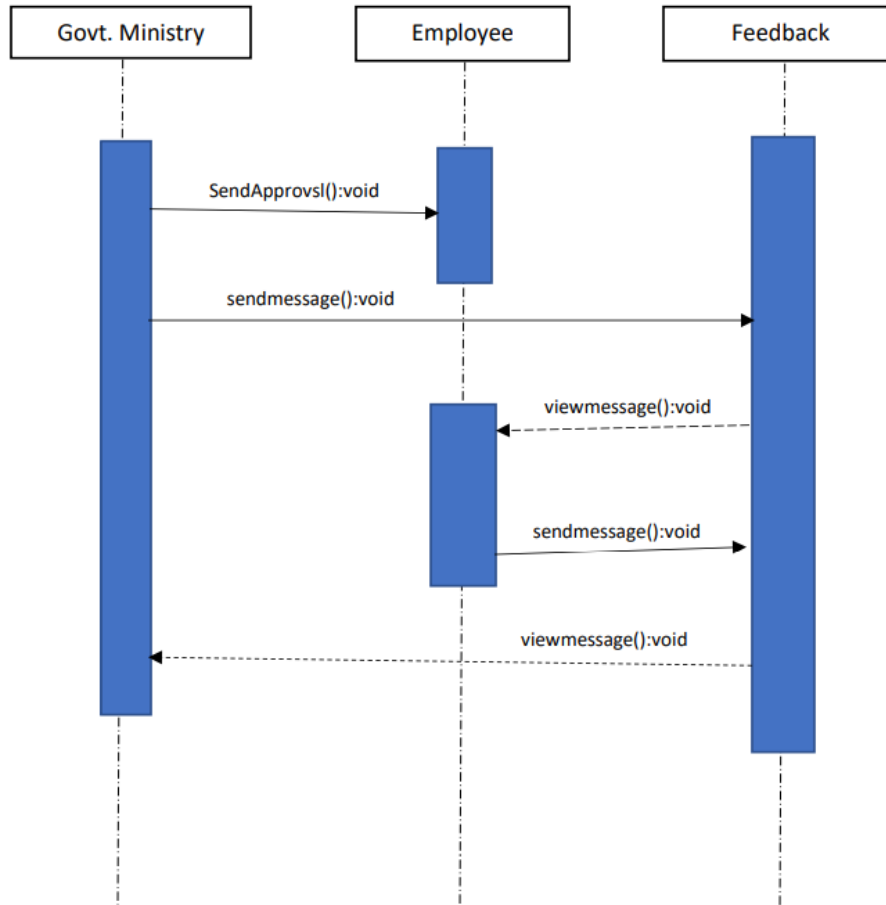 Govt. Ministry
Employee
Feedback
SendApprovsl():void
sendmessage():void
viewmessage():void
sendmessage():void
viewmessage():void